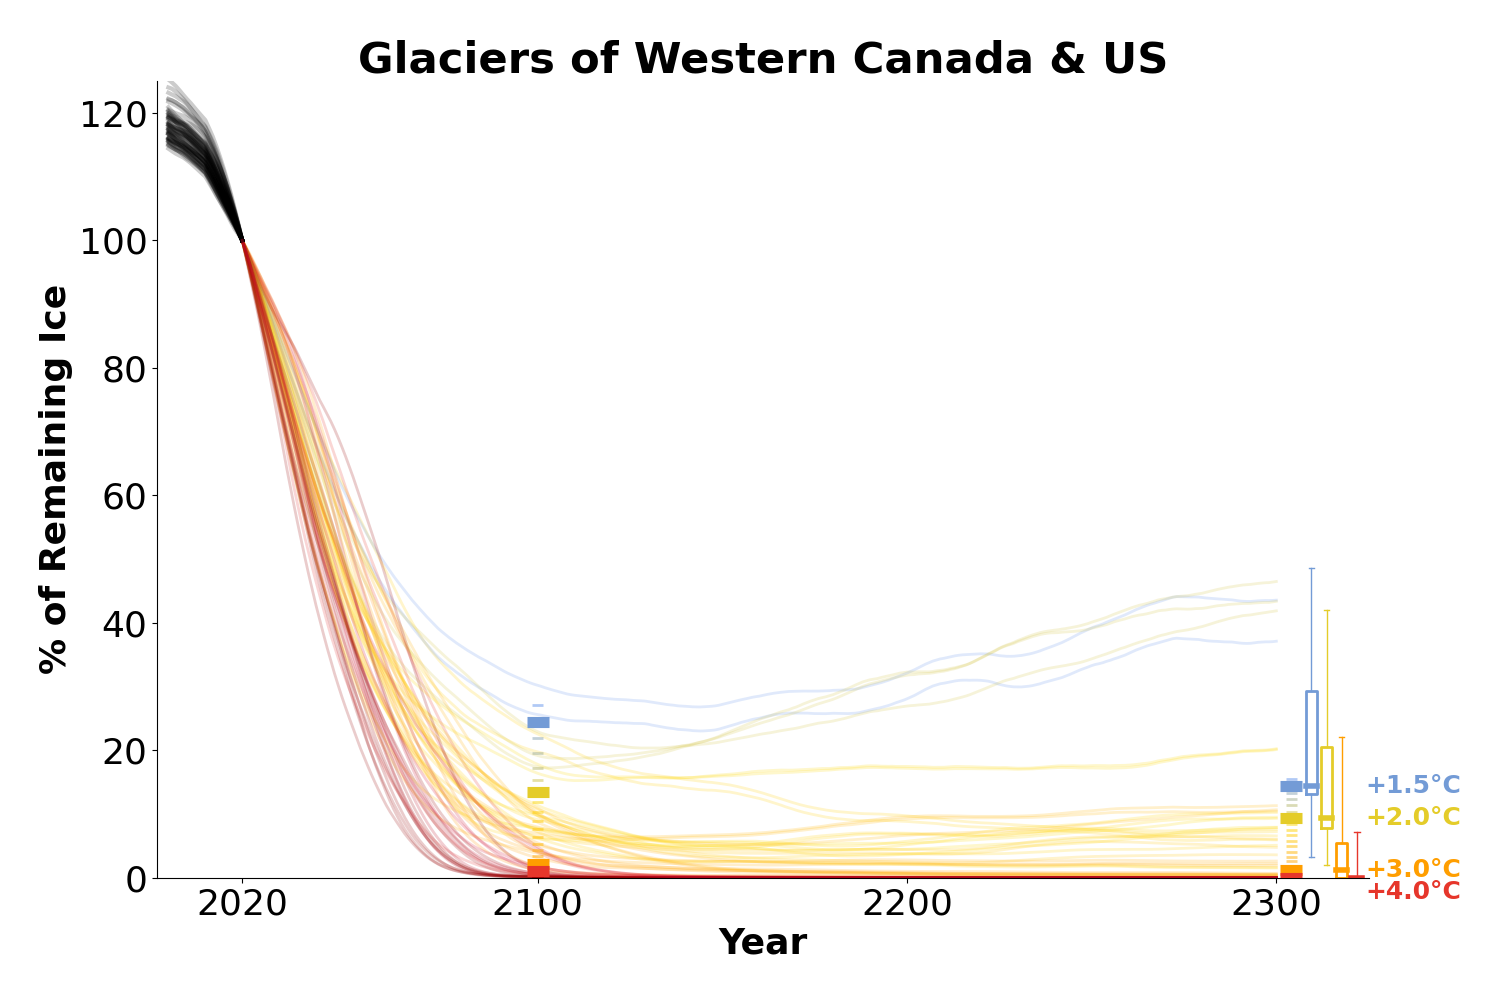 Glaciers of Western Canada & US
% of Remaining Ice
120
100
80
60
40
20
0
2020
2100
2200
2300
Year
+1.5°C
+2.0°C
+3.0°C
+4.0°C